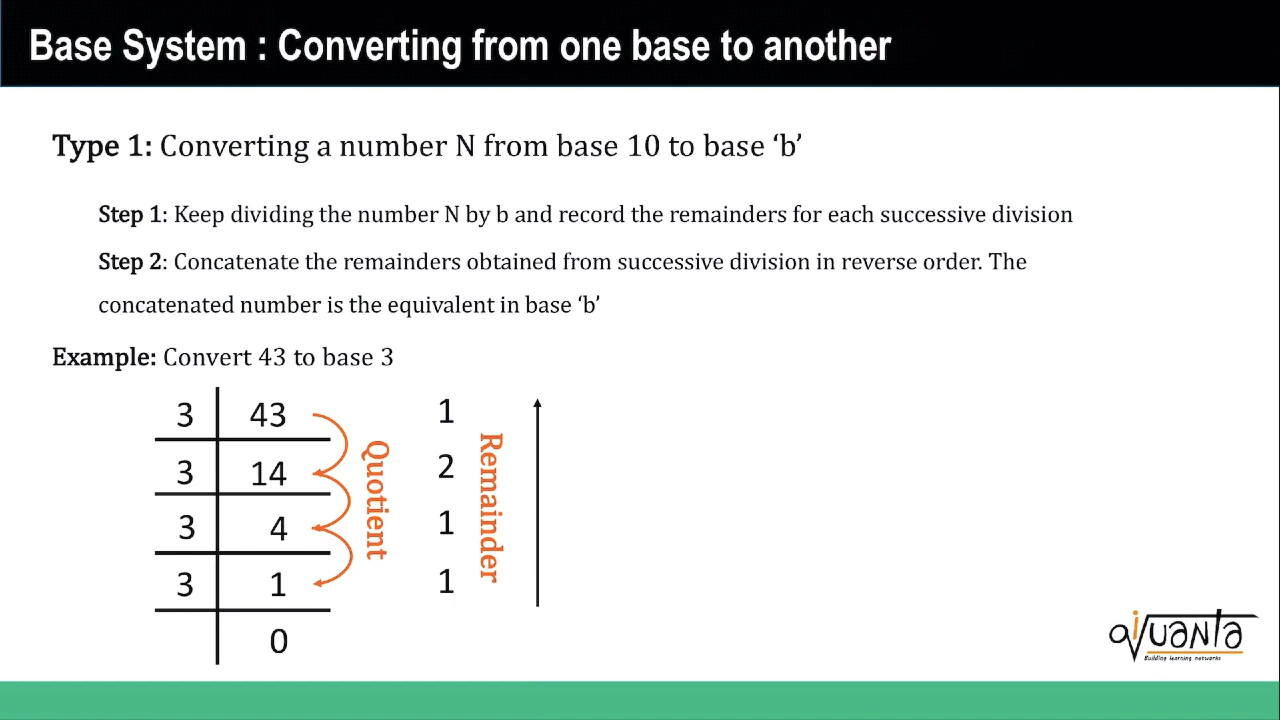 Base System : Converting from one base to another
Type 1: Converting a number N from base 10 to base ‘b’
Step 1: Keep dividing the number N by b and record the remainders for each successive division
Step 2: Concatenate the remainders obtained from successive division in reverse order. The
concatenated number is the equivalent in base ‘b’
Example: Convert 43 to base 3
3 43 1
3 14 2
3 4 1
3 1 1
0
Quotient
Remainder
qiuanta
Building learning networks